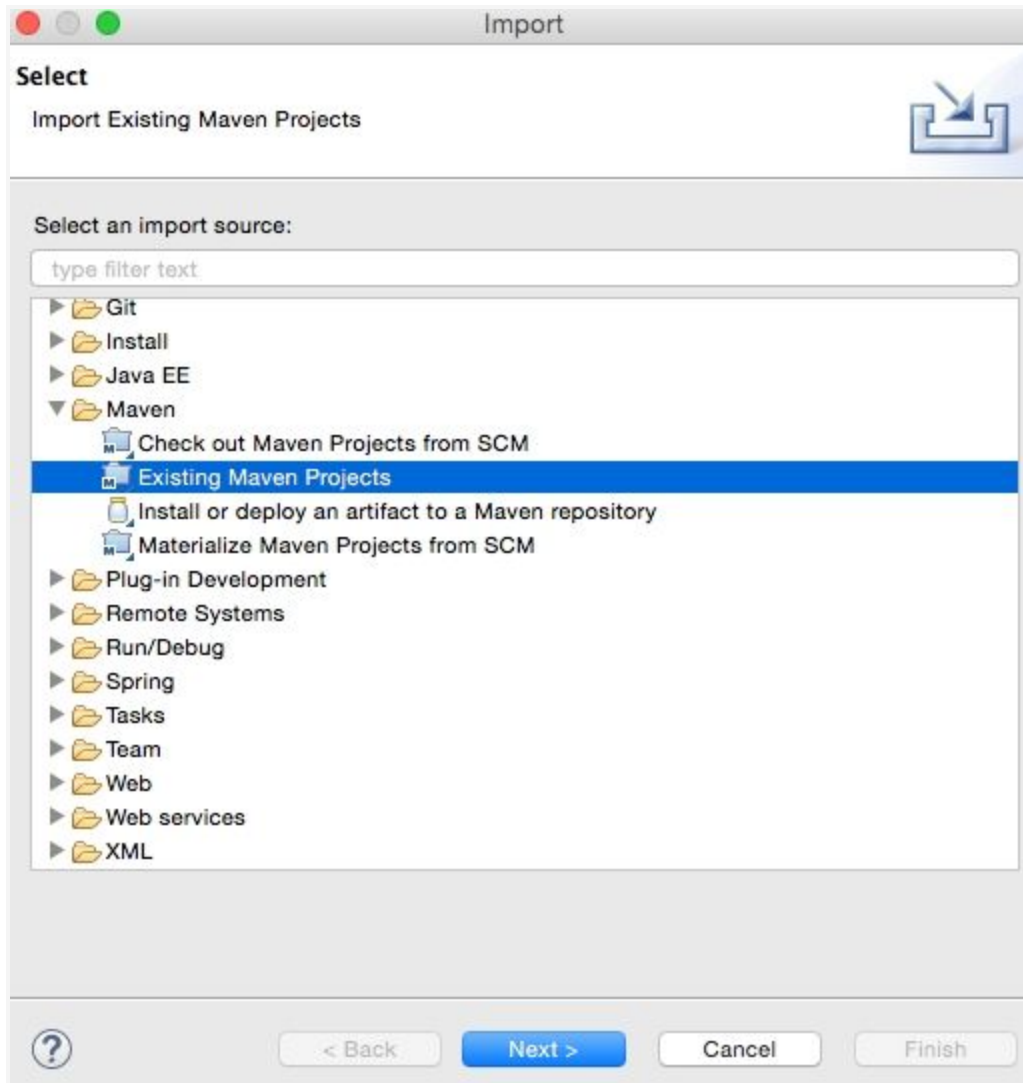 Import
Select
Import Existing Maven Projects
Select an import source:
type filter text
Git
Install
Java EE
Maven
M Check out Maven Projects from SCM
M Existing Maven Projects
Install or deploy an artifact to a Maven repository
M Materialize Maven Projects from SCM
Plug-in Development
Remote Systems
Run/Debug
Spring
Tasks
Team
Web
Web services
XML
? < Back Next > Cancel Finish